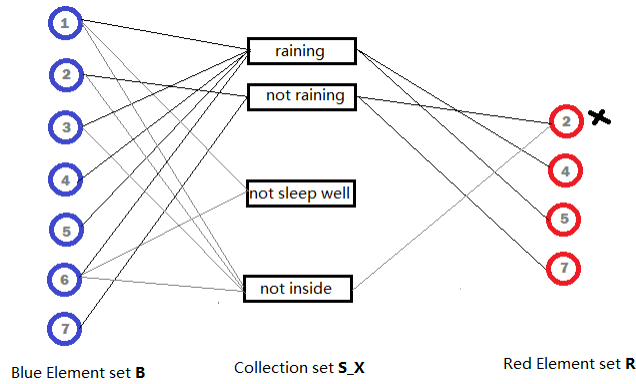 1
2
3
4
5
6
7
raining
not raining
not sleep well
not inside
2
4
5
7
Blue Element set B
Collection set S_X
Red Element set R